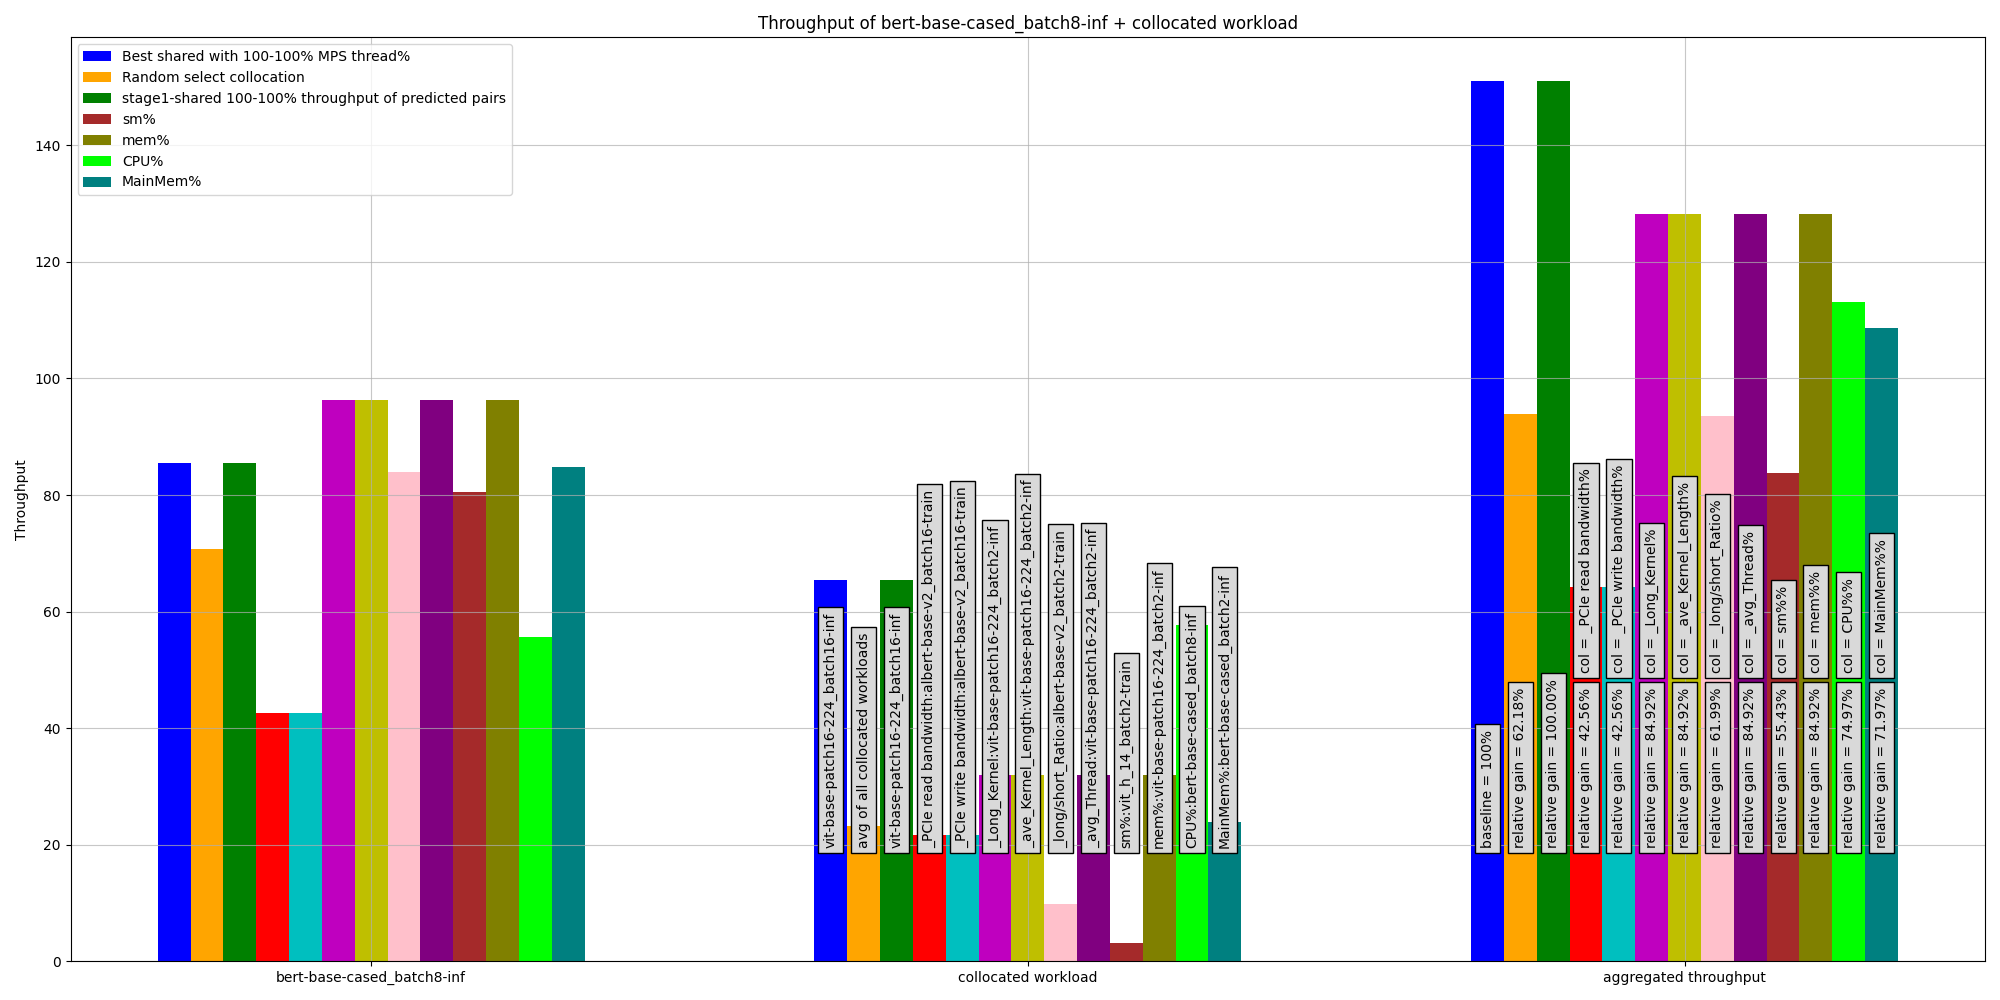 Throughput of bert-base-cased_batch8-inf + collocated workload
Best shared with 100-100% MPS thread%
Random select collocation
stage1-shared 100-100% throughput of predicted pairs
sm%
mem%
CPU%
MainMem%
Throughput
140
120
100
80
60
40
20
0
vit-base-patch16-224_batch16-inf
avg of all collocated workloads
vit-base-patch16-224_batch16-inf
_PCIe read bandwidth:albert-base-v2_batch16-train
_PCIe write bandwidth:albert-base-v2_batch16-train
_Long_Kernel:vit-base-patch16-224_batch2-inf
_ave_Kernel_Length:vit-base-patch16-224_batch2-inf
_long/short_Ratio:albert-base-v2_batch2-train
_avg_Thread:vit-base-patch16-224_batch2-inf
sm%:vit_h_14_batch2-train
mem%:vit-base-patch16-224_batch2-inf
CPU%:bert-base-cased_batch8-inf
MainMem%:bert-base-cased_batch2-inf
baseline = 100%
relative gain = 62.18%
relative gain = 100.00%
relative gain = 42.56%
col = _PCIe read bandwidth%
relative gain = 42.56%
col = _PCIe write bandwidth%
relative gain = 84.92%
col = _Long_Kernel%
relative gain = 84.92%
col = _ave_Kernel_Length%
relative gain = 61.99%
col = _long/short_Ratio%
relative gain = 84.92%
col = _avg_Thread%
relative gain = 55.43%
col = sm%%
relative gain = 84.92%
col = mem%%
relative gain = 74.97%
col = CPU%%
relative gain = 71.97%
col = MainMem%%
bert-base-cased_batch8-inf
collocated workload
aggregated throughput